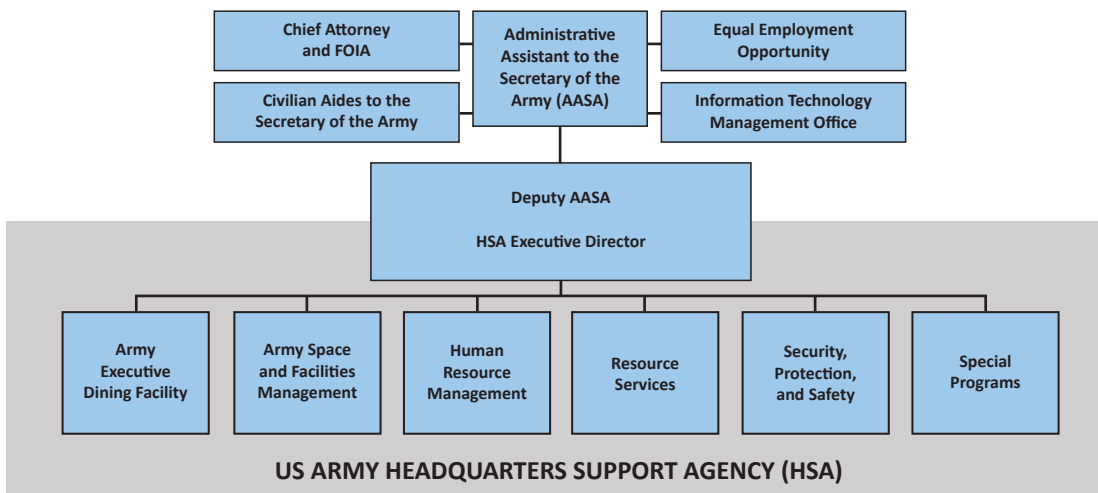 Chief Attorney
and FOIA
Administrative
Assistant to the
Secretary of the
Army (AASA)
Equal Employment
Opportunity
Civilian Aides to the
Secretary of the Army
Information Technology
Management Office
Deputy AASA
HSA Executive Director
Army
Executive
Dining Facility
Army Space
and Facilities
Management
Human
Resource
Management
Resource
Services
Security,
Protection,
and Safety
Special
Programs
US ARMY HEADQUARTERS SUPPORT AGENCY (HSA)